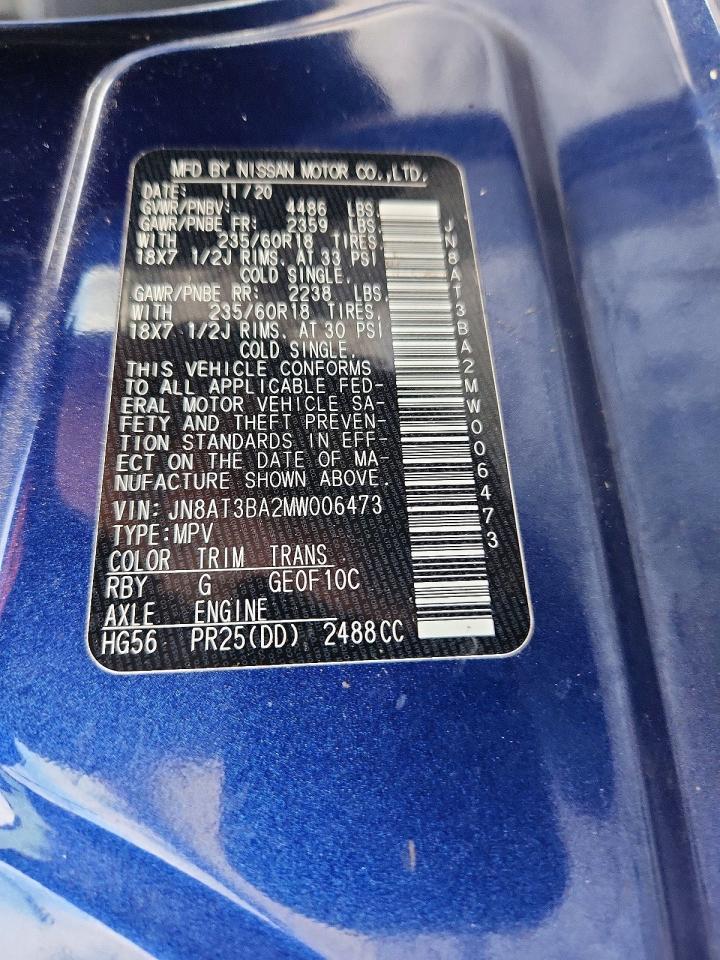 MFD BY NISSAN MOTOR CO.,LTD.
DATE: 11/20
GVWR/PNBV: 4486 LBS
GAWR/PNBE FR: 2359 LBS.
WITH 235/60R18 TIRES,
18X7 1/2J RIMS, AT 33 PSI
COLD SINGLE.
GAWR/PNBE RR: 2238 LBS
WITH 235/60R18 TIRES,
18X7 1/2J RIMS, AT 30 PSI
COLD SINGLE.
THIS VEHICLE CONFORMS
TO ALL APPLICABLE FED-
ERAL MOTOR VEHICLE SA-
FETY AND THEFT PREVEN-
TION STANDARDS IN EFF-
ECT ON THE DATE OF MA-
NUFACTURE SHOWN ABOVE.
VIN: JN8AT3BA2MW006473
TYPE:MPV
COLOR TRIM TRANS
RBY G GE0F10C
AXLE ENGINE
HG56 PR25(DD) 2488CC
JN8AT3BA2MW006473